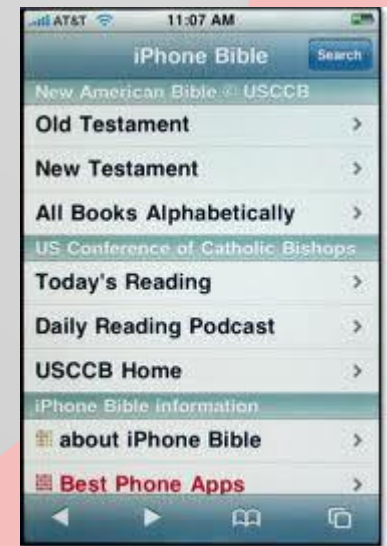 AT&T 11:07 AM
iPhone Bible Search
New American Bible © USCCB
Old Testament
New Testament
All Books Alphabetically
US Conference of Catholic Bishops
Today's Reading
Daily Reading Podcast
USCCB Home
iPhone Bible information
about iPhone Bible
Best Phone Apps